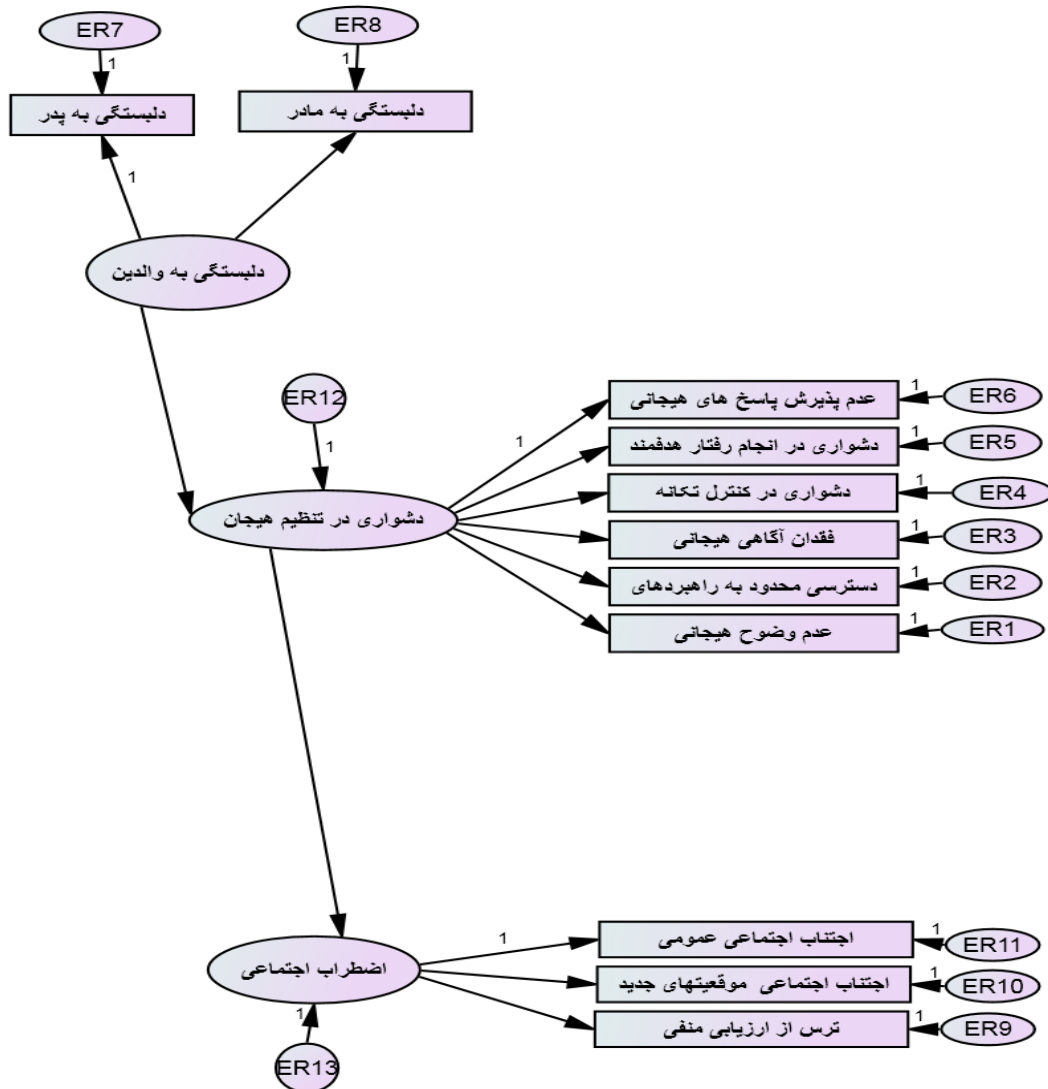 ER7
ER8
1
1
دلبستگی به پدر
دلبستگی به مادر
1
دلبستگی به والدین
ER12
1
1
عدم پذیرش پاسخ های هیجانی
1
ER6
دشواری در انجام رفتار هدفمند
1
ER5
دشواری در کنترل تکانه
1
ER4
دشواری در تنظیم هیجان
فقدان آگاهی هیجانی
1
ER3
دسترسی محدود به راهبردهای
1
ER2
عدم وضوح هیجانی
1
ER1
اضطراب اجتماعی
1
اجتناب اجتماعی عمومی
1
ER11
اجتناب اجتماعی موقعیتهای جدید
1
ER10
ترس از ارزیابی منفی
1
ER9
1
ER13